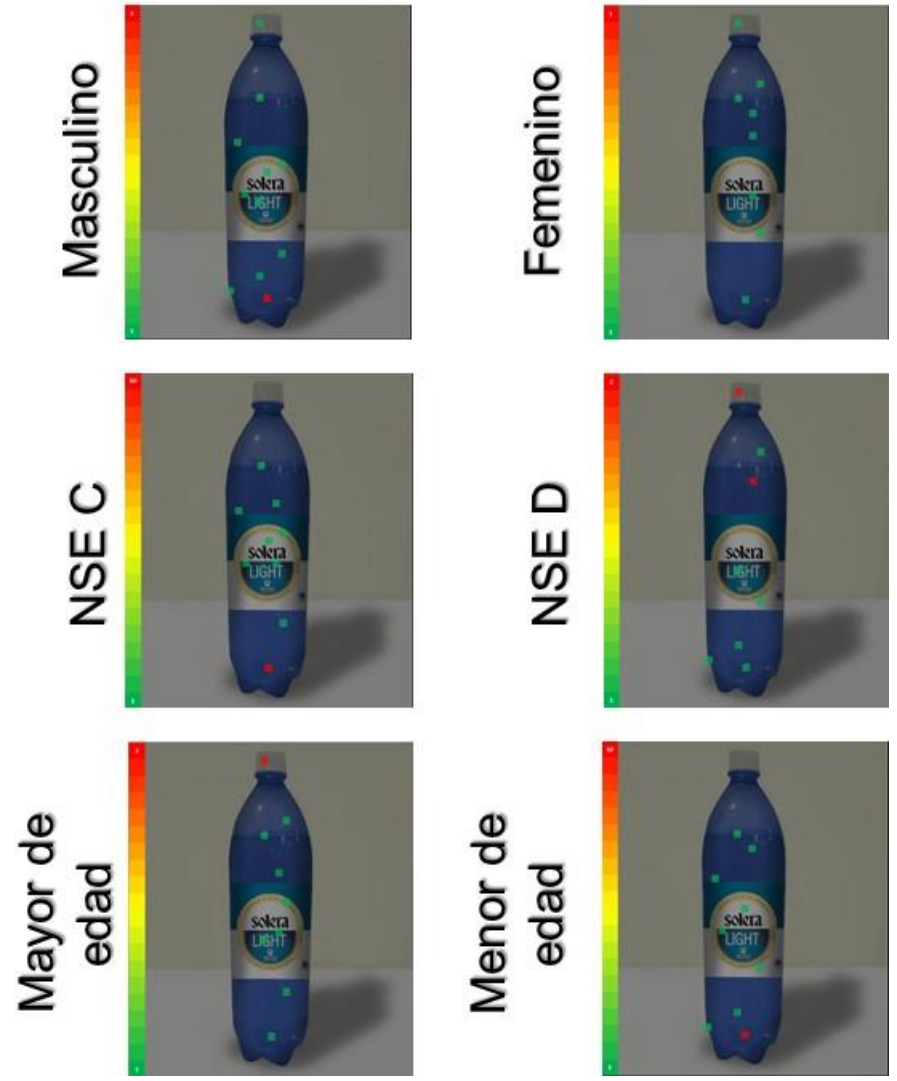 Masculino
solera
LIGHT
Femenino
solera
LIGHT
NSE C
solera
LIGHT
NSE D
solera
LIGHT
Mayor de
edad
solera
LIGHT
Menor de
edad
solera
LIGHT